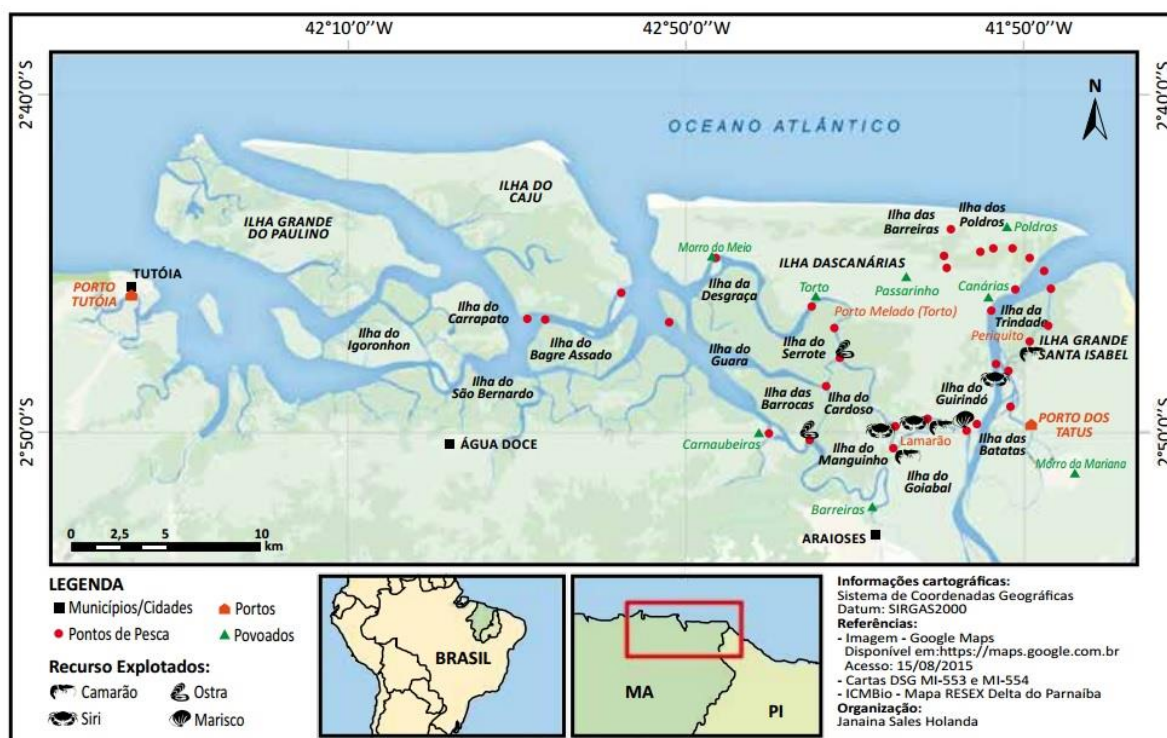 42°10'0''W
42°50'0''W
41°50'0''W
2°40'0''S
2°40'0''S
N
OCEANO ATLÂNTICO
ILHA DO
CAJU
ILHA GRANDE
DO PAULINO
Ilha dos
Poldros
Ilha das
Barreiras
Poldros
Morro do Meio
ILHA DASCANÁRIAS
TUTÓIA
PORTO
TUTÓIA
Ilha da
Desgraça
Torto
Passarinho
Canárias
Ilha do
Carrapato
Porto Melado (Torto)
Ilha da
Trindade
Periquito
Ilha do
Igoronhon
Ilha do
Bagre Assado
Ilha do
Serrote
ILHA GRANDE
SANTA ISABEL
Ilha do
Guara
Ilha do
São Bernardo
Ilha das
Barrocas
Ilha do
Cardoso
Ilha do
Guirindó
2°50'0''S
2°50'0''S
PORTO DOS
TATUS
ÁGUA DOCE
Carnaubeiras
Lamarão
Ilha do
Manguinho
Ilha das
Batatas
Ilha do
Goiabal
Morro da Mariana
Barreiras
ARAIOSES
0 2,5 5 10
km
LEGENDA
Municípios/Cidades
Portos
Pontos de Pesca
Povoados
Recurso Explotados:
Camarão
Ostra
Siri
Marisco
BRASIL
MA
PI
Informações cartográficas:
Sistema de Coordenadas Geográficas
Datum: SIRGAS2000
Referências:
- Imagem - Google Maps
Disponível em:https://maps.google.com.br
Acesso: 15/08/2015
- Cartas DSG MI-553 e MI-554
- ICMBio - Mapa RESEX Delta do Parnaíba
Organização:
Janaina Sales Holanda